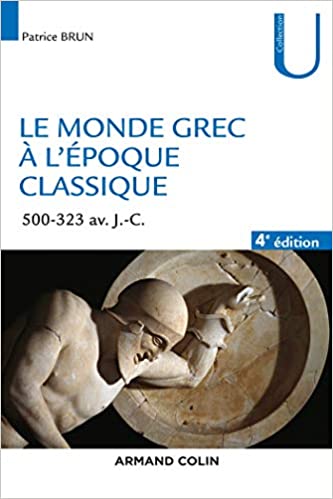 Patrice BRUN
Collection
U
LE MONDE GREC
À L'ÉPOQUE
CLASSIQUE
500-323 av. J.-C.
4e édition
ARMAND COLIN